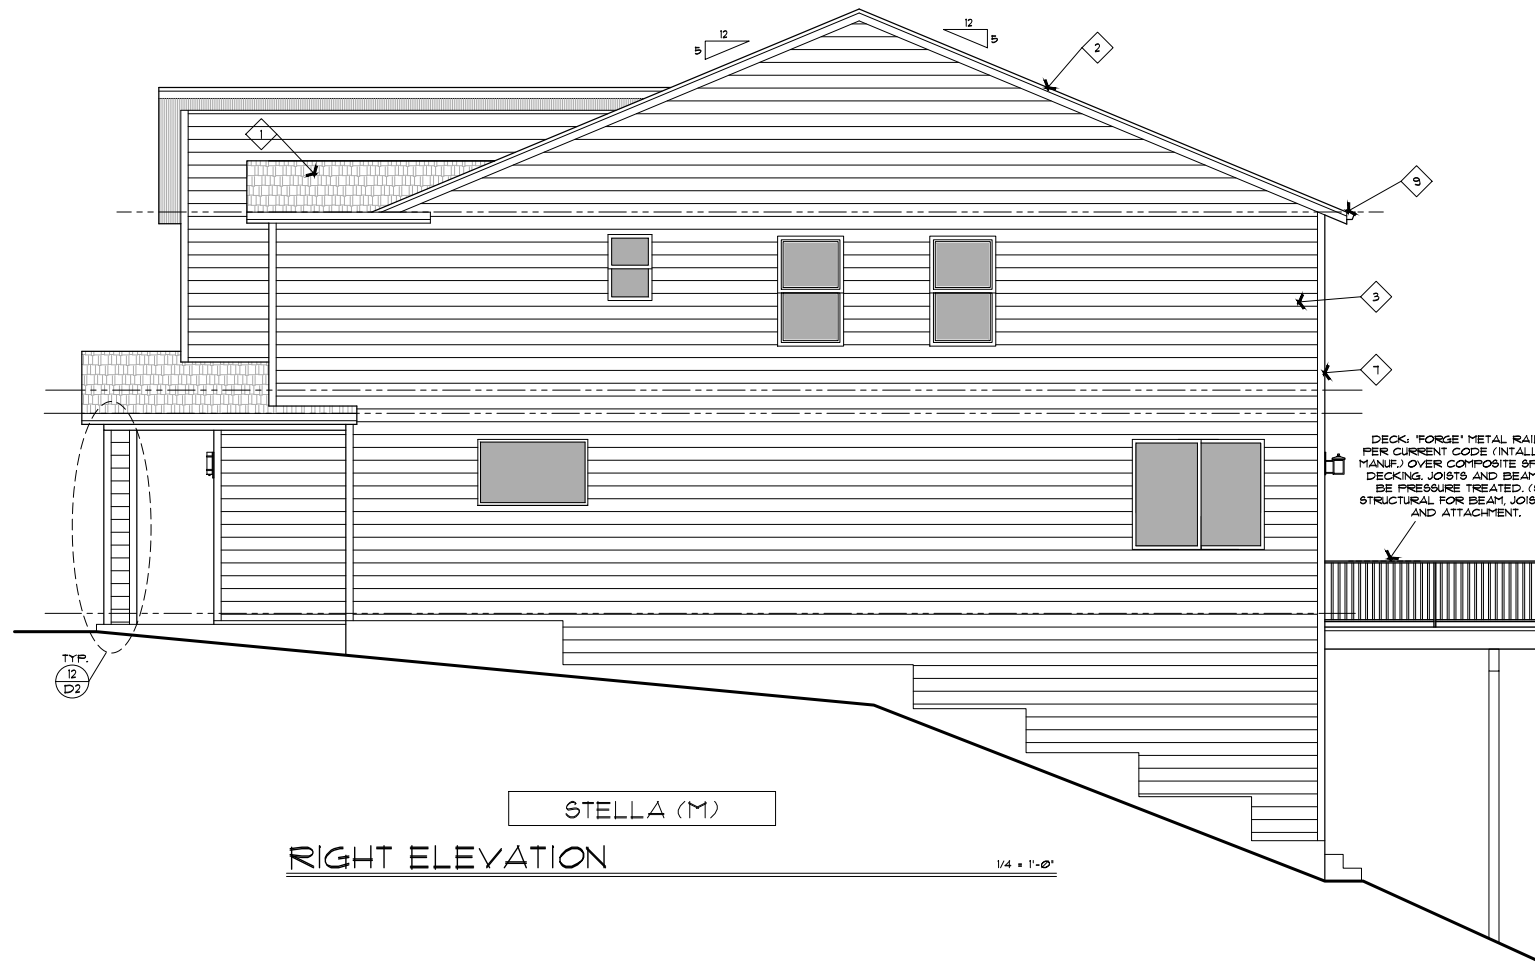 12
5
12
5
2
1
9
3
7
DECK: "FORGE" METAL RAI
PER CURRENT CODE (INTALL
MANUF.) OVER COMPOSITE
DECKING. JOISTS AND BEAM
BE PRESSURE TREATED.
STRUCTURAL FOR BEAM, JOIS
AND ATTACHMENT.
TYP.
12
D2
STELLA (M)
RIGHT ELEVATION
1/4 = 1'-0"